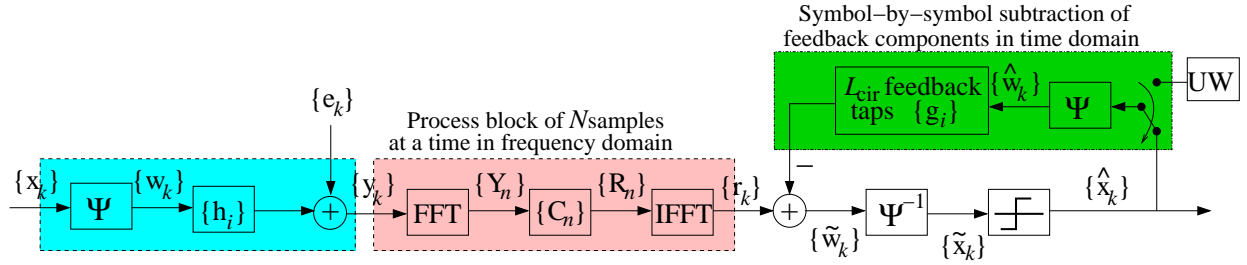 Symbol–by–symbol subtraction of
feedback components in time domain
L_cir feedback
taps {g_i}
{ŵ_k}
Ψ
UW
{e_k}
Process block of N samples
at a time in frequency domain
−
{x_k}
Ψ
{w_k}
{h_i}
+
{y_k}
FFT
{Y_n}
{C_n}
{R_n}
IFFT
{r_k}
+
{w̃_k}
Ψ⁻¹
{x̃_k}
{x̂_k}